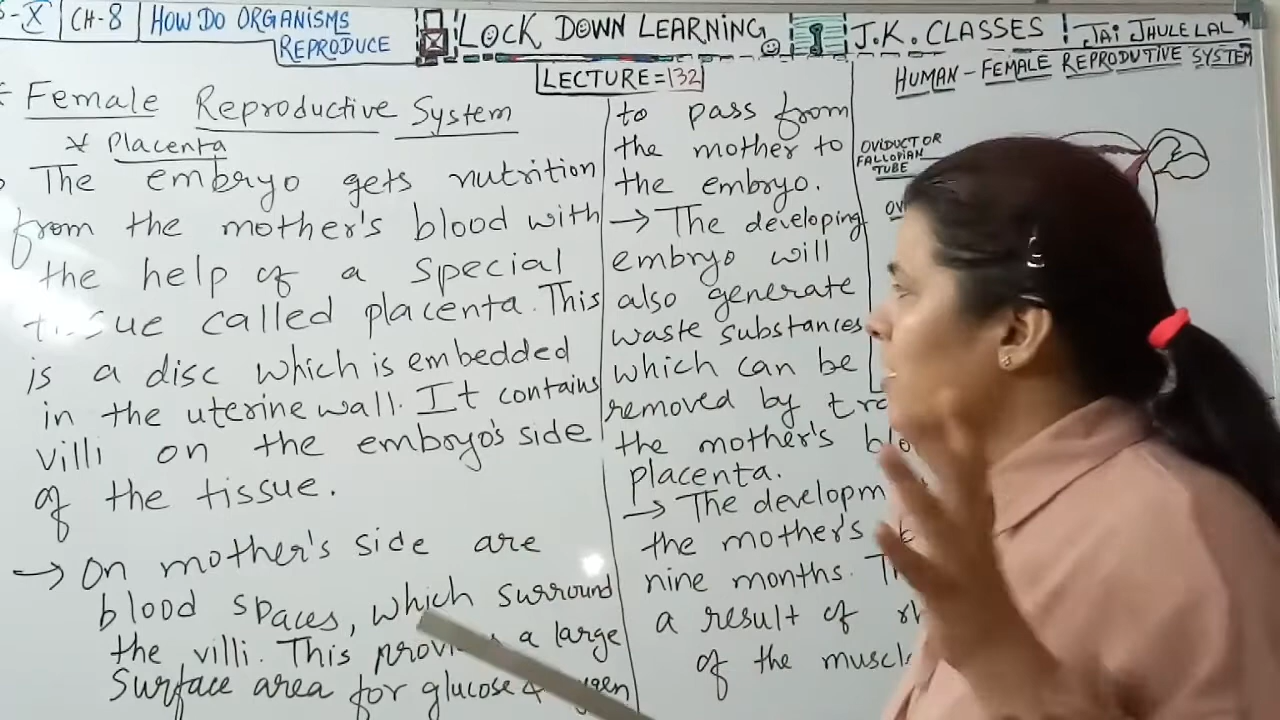 X CH-8 HOW DO ORGANISMS
REPRODUCE
LOCK DOWN LEARNING
J.K. CLASSES ! JAI JHULELAL
LECTURE=132
Female Reproductive System
* Placenta
The embryo gets nutrition
from the mother's blood with
the help of a special
tissue called placenta. This
is a disc which is embedded
in the uterine wall. It contains
villi on the embryo's side
of the tissue.
→ On mother's side are
blood spaces, which surround
the villi. This a large
Surface area for glucose &
to pass from
the mother to
the embryo.
→ The developing
embryo will
also generate
waste substances
which can be
removed by
the mother's
placenta.
→ The
the mother's
nine months.
a result of
of the
HUMAN - FEMALE REPRODUTIVE SYSTEM
OVIDUCT OR
FALLOPIAN
TUBE